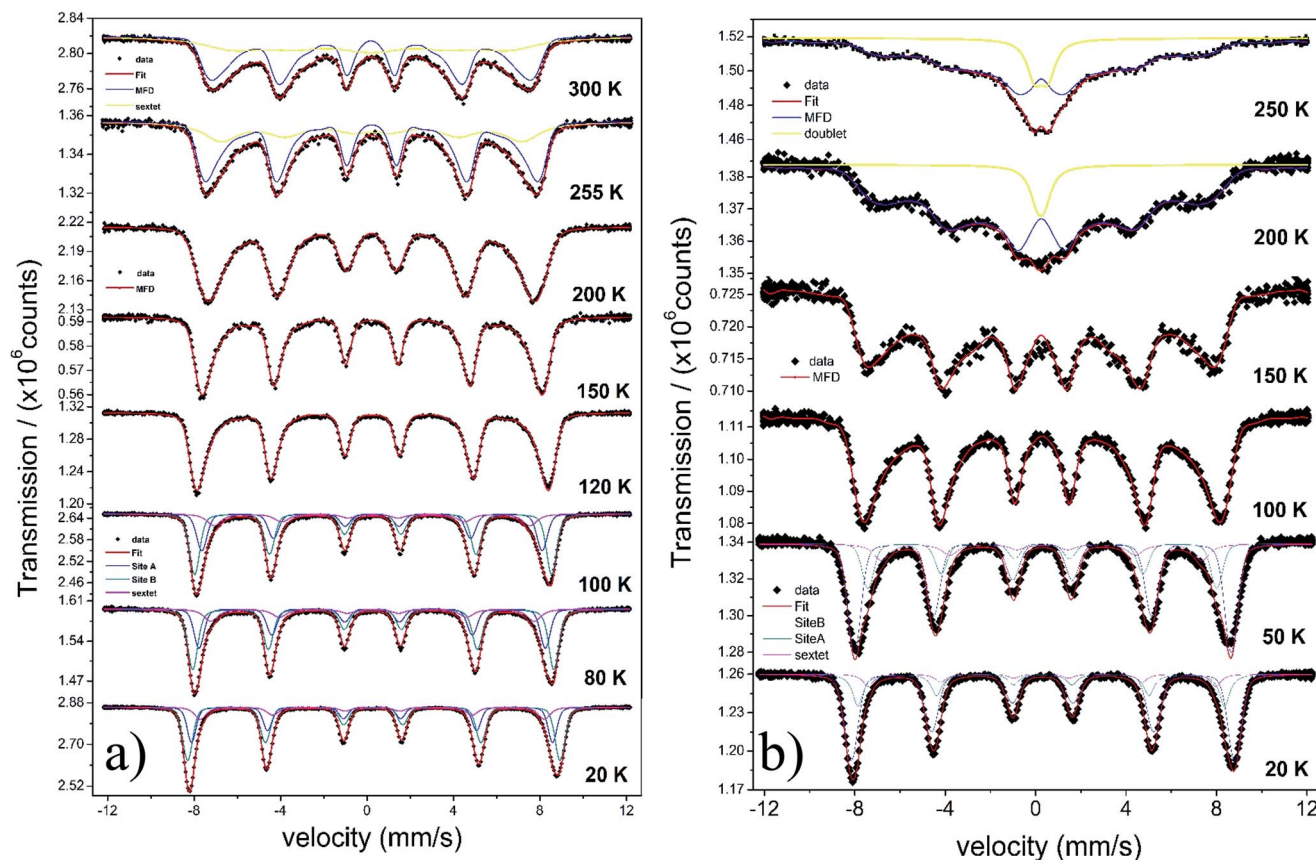 Transmission / (x10⁶counts)
2.84
2.80
2.76
data
Fit
MFD
sextet
300 K
1.36
1.34
1.32
255 K
2.22
2.19
2.16
2.13
data
MFD
200 K
0.59
0.58
0.57
0.56
150 K
1.32
1.28
1.24
1.20
120 K
2.64
2.58
2.52
2.46
data
Fit
Site A
Site B
sextet
100 K
1.61
1.54
1.47
80 K
2.88
2.70
2.52
a)
20 K
-12 -8 -4 0 4 8 12
velocity (mm/s)
Transmission / (x10⁶counts)
1.52
1.50
1.48
1.46
data
Fit
MFD
doublet
250 K
1.38
1.37
1.36
1.35
200 K
0.725
0.720
0.715
0.710
data
MFD
150 K
1.11
1.10
1.09
1.08
100 K
1.34
1.32
1.30
1.28
data
Fit
SiteB
SiteA
sextet
50 K
1.26
1.23
1.20
1.17
b)
20 K
-12 -8 -4 0 4 8 12
velocity (mm/s)